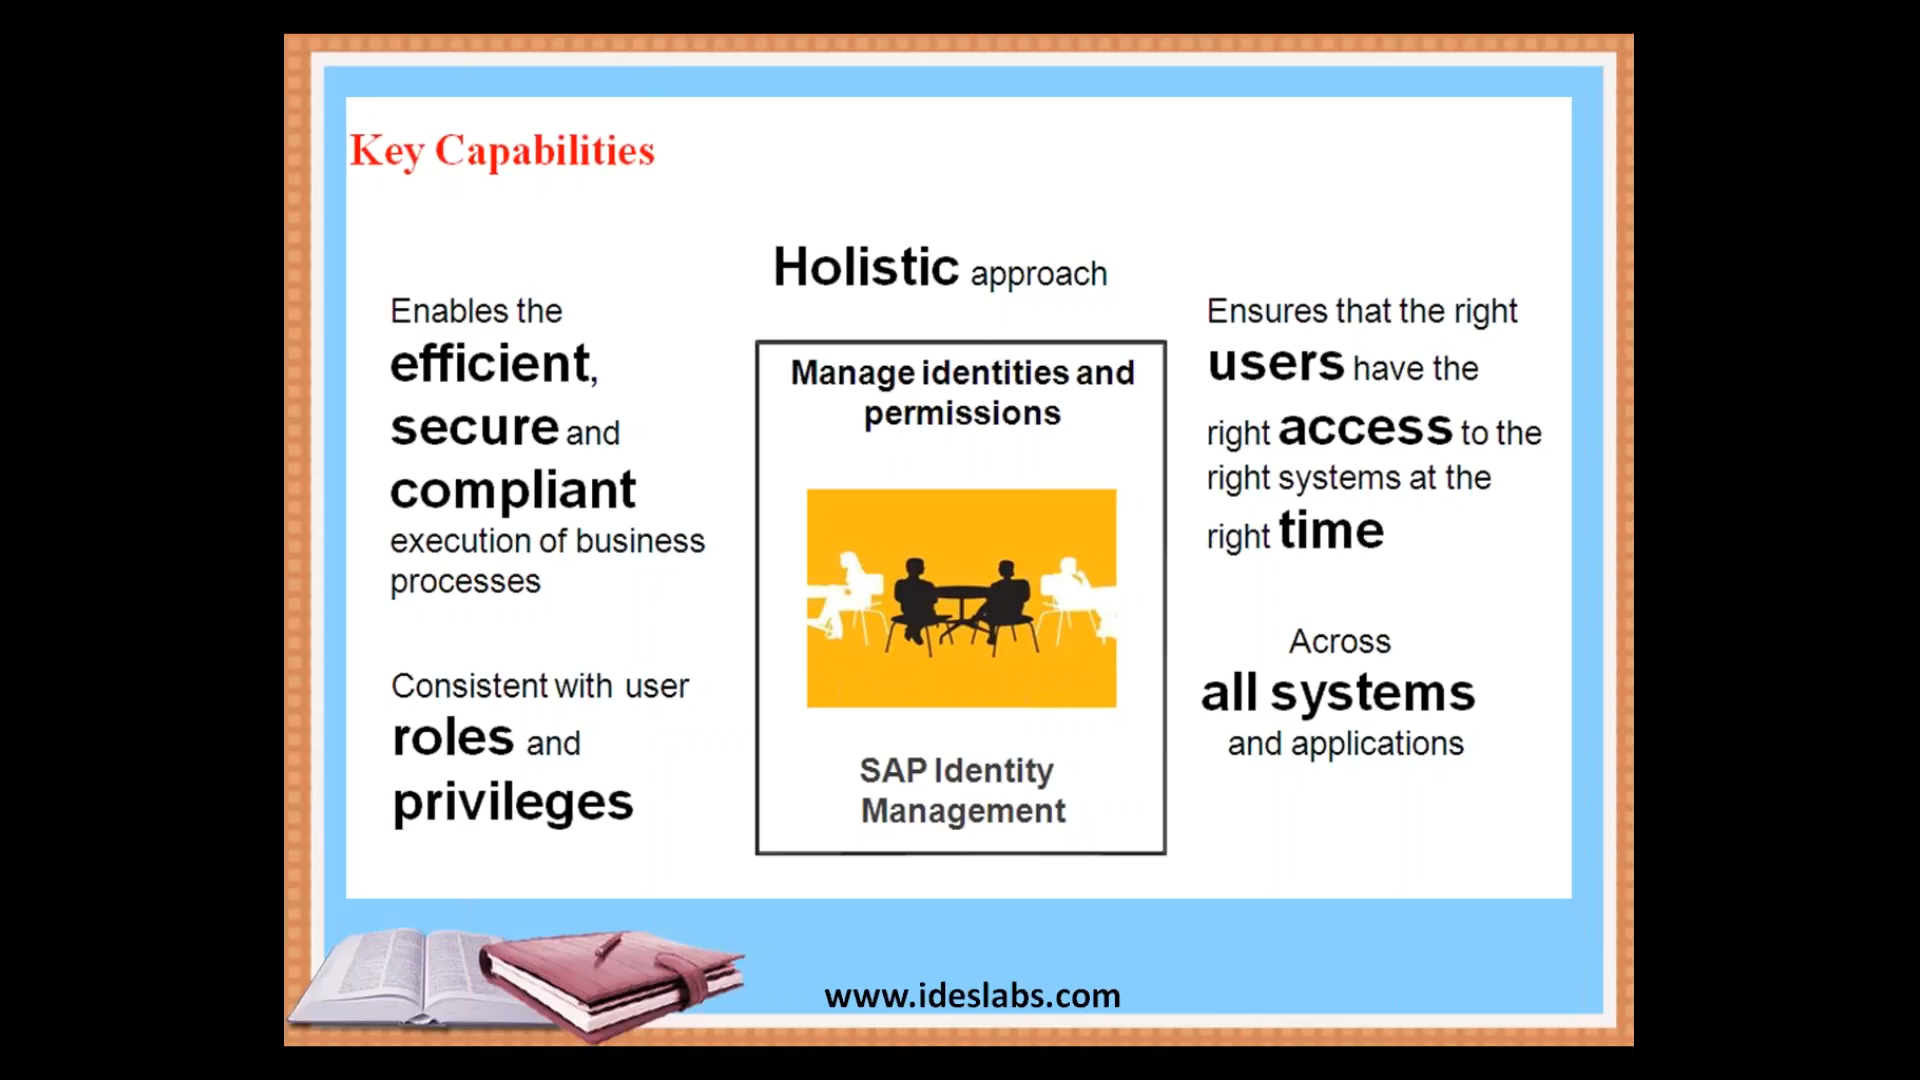 Key Capabilities
Holistic approach
Enables the
efficient,
secure and
compliant
execution of business
processes
Consistent with user
roles and
privileges
Manage identities and
permissions
SAP Identity
Management
Ensures that the right
users have the
right access to the
right systems at the
right time
Across
all systems
and applications
www.ideslabs.com